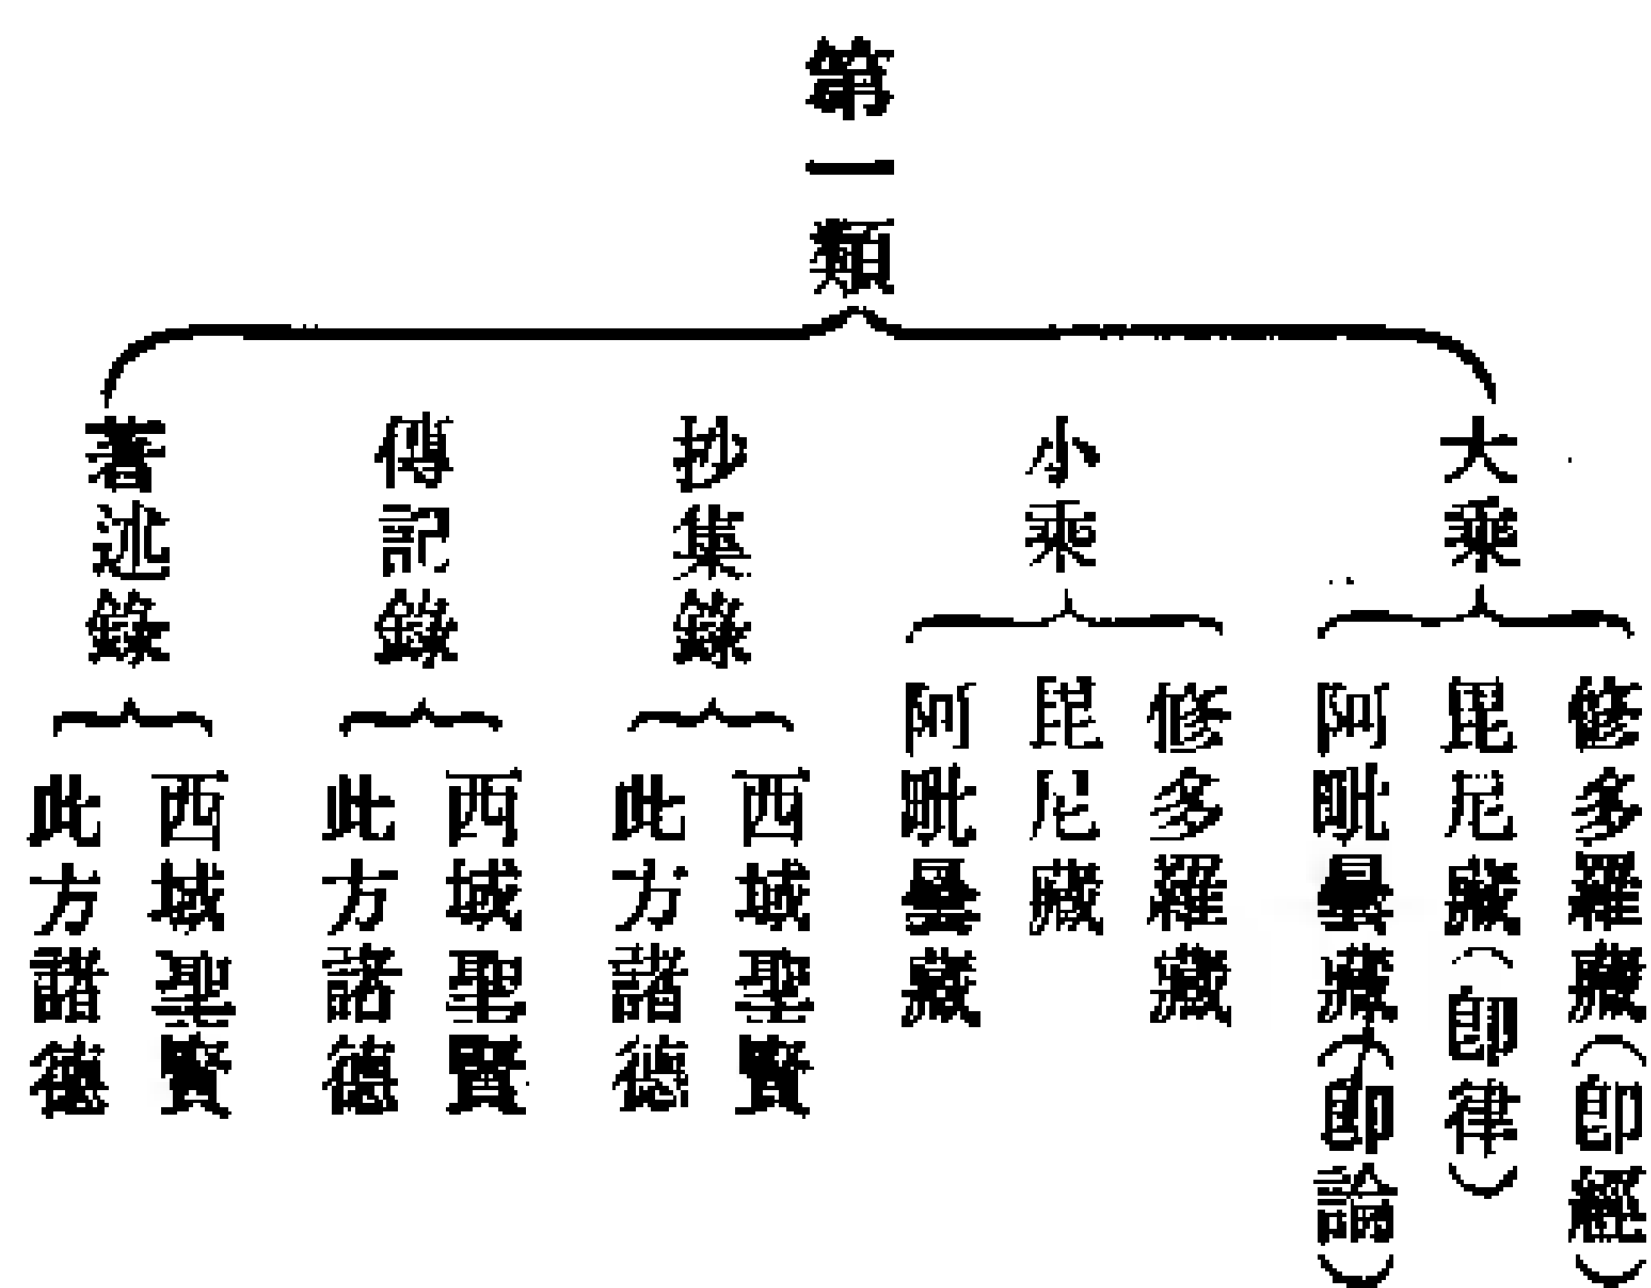 第一類
大乘
修多羅藏(即經)
毘尼藏(即律)
阿毗曇藏(即論)
小乘
修多羅藏
毘尼藏
阿毗曇藏
抄集錄
西域聖賢
此方諸德
傳記錄
西域聖賢
此方諸德
著述錄
西域聖賢
此方諸德